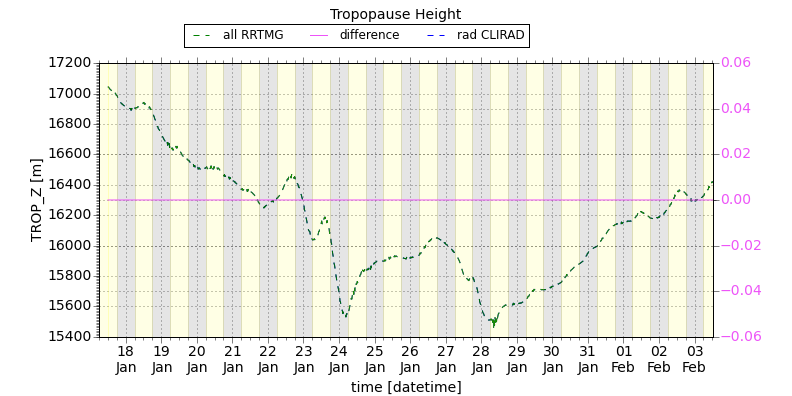 Tropopause Height
all RRTMG difference rad CLIRAD
17200
17000
16800
16600
16400
16200
16000
15800
15600
15400
TROP_Z [m]
0.06
0.04
0.02
0.00
−0.02
−0.04
−0.06
18 19 20 21 22 23 24 25 26 27 28 29 30 31 01 02 03
Jan Jan Jan Jan Jan Jan Jan Jan Jan Jan Jan Jan Jan Jan Feb Feb Feb
time [datetime]